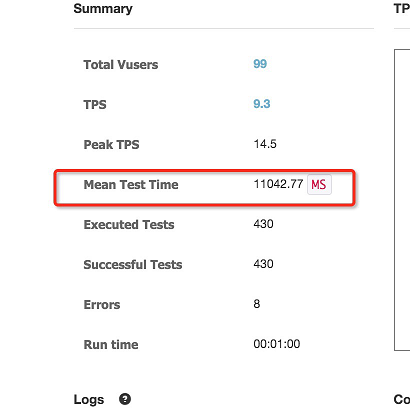 Summary
TP
Total Vusers 99
TPS 9.3
Peak TPS 14.5
Mean Test Time 11042.77 MS
Executed Tests 430
Successful Tests 430
Errors 8
Run time 00:01:00
Logs ?
Co